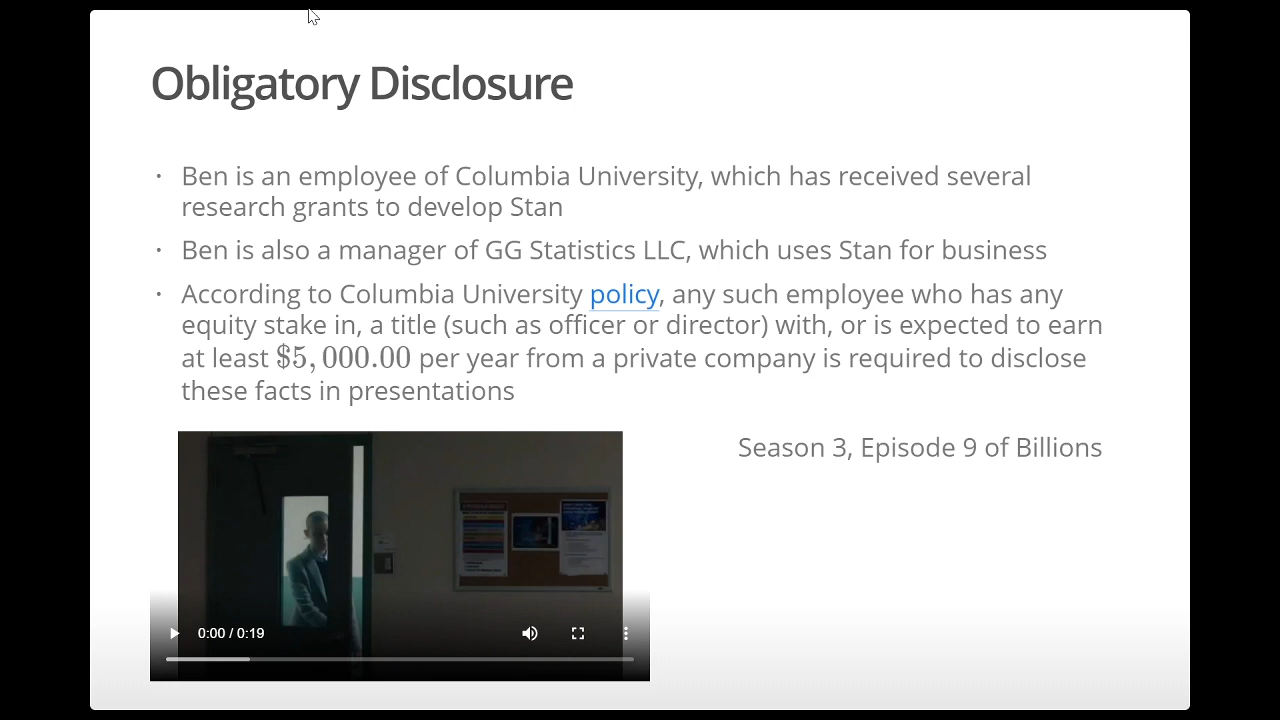 Obligatory Disclosure
• Ben is an employee of Columbia University, which has received several
research grants to develop Stan
• Ben is also a manager of GG Statistics LLC, which uses Stan for business
• According to Columbia University policy, any such employee who has any
equity stake in, a title (such as officer or director) with, or is expected to earn
at least $5, 000.00 per year from a private company is required to disclose
these facts in presentations
Season 3, Episode 9 of Billions
0:00 / 0:19